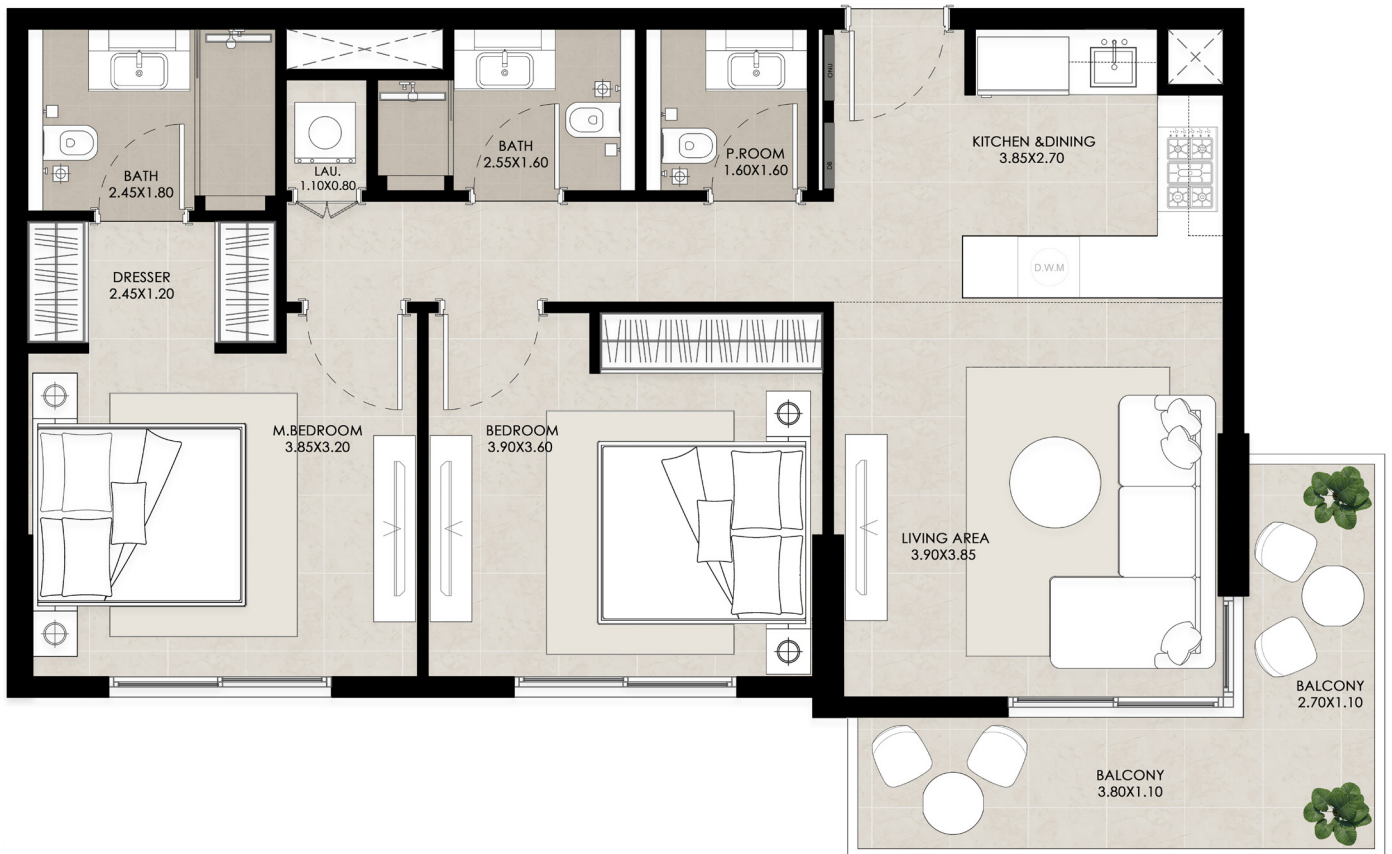 BATH
2.45X1.80
LAU.
1.10X0.80
BATH
2.55X1.60
P.ROOM
1.60X1.60
KITCHEN &DINING
3.85X2.70
D.W.M
DRESSER
2.45X1.20
M.BEDROOM
3.85X3.20
BEDROOM
3.90X3.60
LIVING AREA
3.90X3.85
BALCONY
2.70X1.10
BALCONY
3.80X1.10